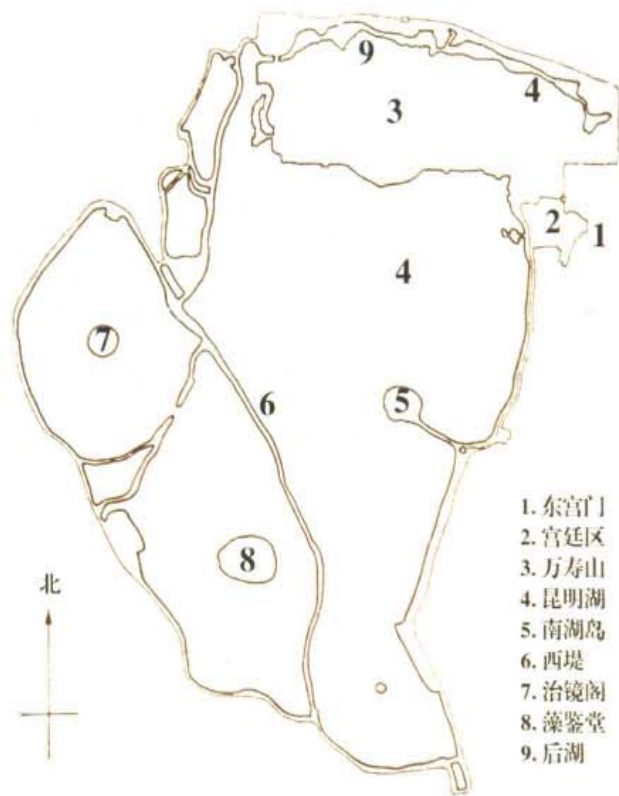 9
4
3
2
1
4
7
6
5
8
北
1. 东宫门
2. 宫廷区
3. 万寿山
4. 昆明湖
5. 南湖岛
6. 西堤
7. 治镜阁
8. 藻鉴堂
9. 后湖